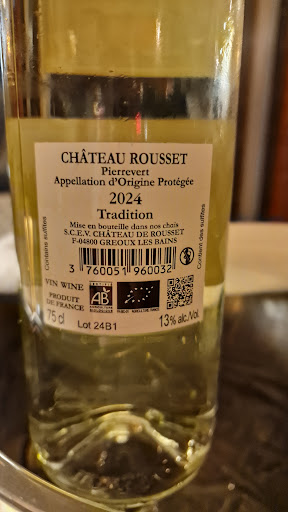 CHÂTEAU ROUSSET
Pierrevert
Appellation d'Origine Protégée
2024
Tradition
Mise en bouteille dans nos chais
S.C.E.V. CHÂTEAU DE ROUSSET
F-04800 GREOUX LES BAINS
Contains sulfites
Contient des sulfites
3 760051 960032
VIN WINE
PRODUIT
DE FRANCE
75 cl
AB
Lot 24B1
13% alc./Vol.